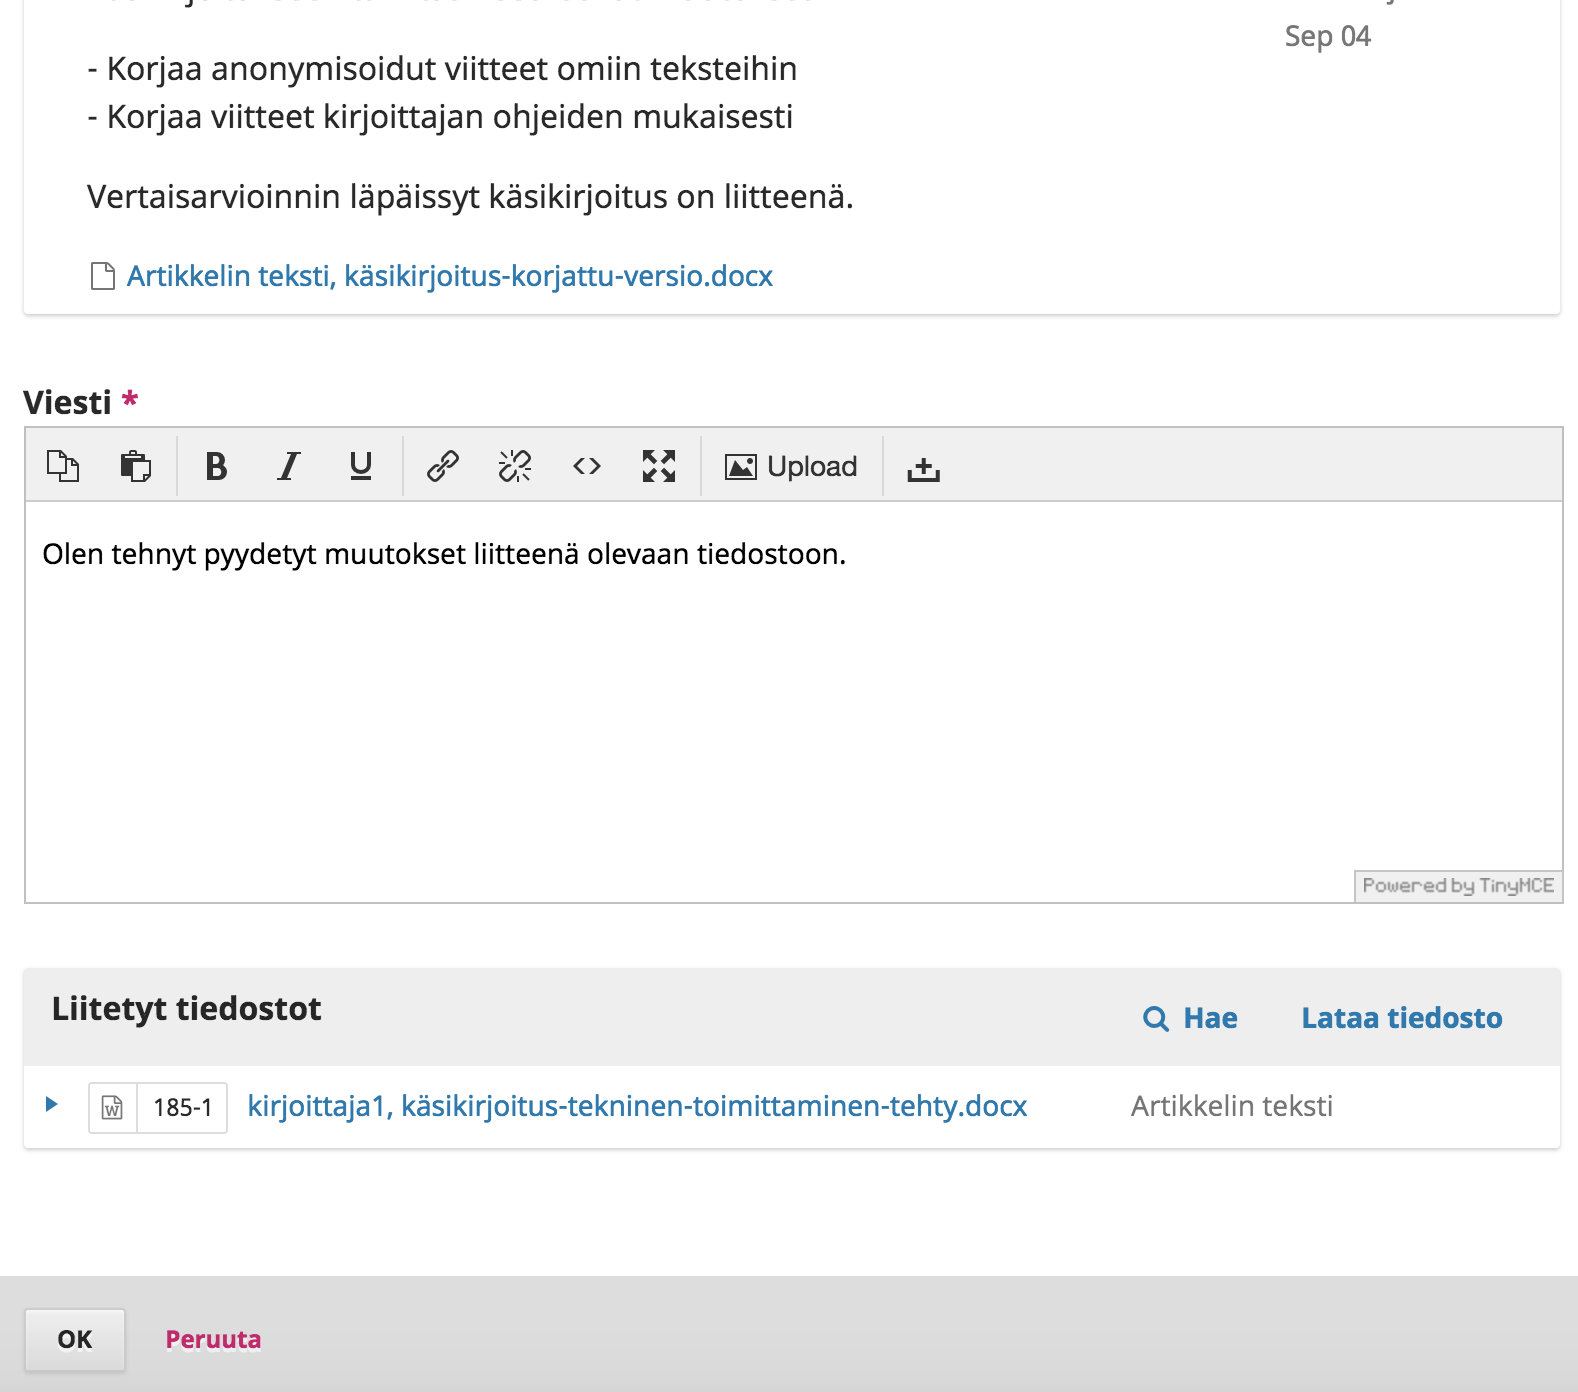 Sep 04
- Korjaa anonymisoidut viitteet omiin teksteihin
- Korjaa viitteet kirjoittajan ohjeiden mukaisesti
Vertaisarvioinnin läpäissyt käsikirjoitus on liitteenä.
Artikkelin teksti, käsikirjoitus-korjattu-versio.docx
Viesti *
B I U <> Upload
Olen tehnyt pyydetyt muutokset liitteenä olevaan tiedostoon.
Powered by TinyMCE
Liitetyt tiedostot
Hae Lataa tiedosto
W 185-1 kirjoittaja1, käsikirjoitus-tekninen-toimittaminen-tehty.docx Artikkelin teksti
OK Peruuta